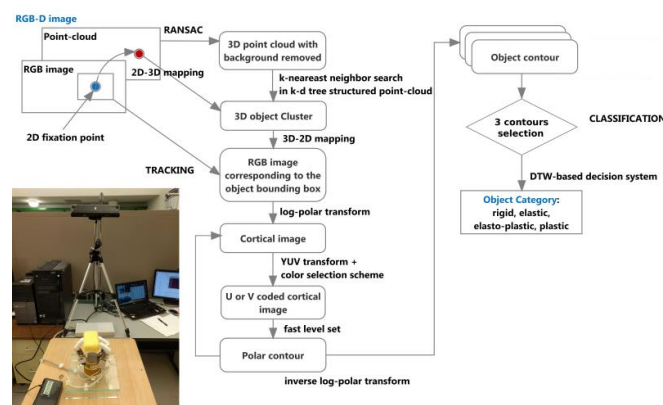 RGB-D image
Point-cloud
RGB image
2D fixation point
RANSAC
2D-3D mapping
TRACKING
3D point cloud with
background removed
k-neareast neighbor search
in k-d tree structured point-cloud
3D object Cluster
3D-2D mapping
RGB image
corresponding to the
object bounding box
log-polar transform
Cortical image
YUV transform +
color selection scheme
U or V coded cortical
image
fast level set
Polar contour
inverse log-polar transform
Object contour
3 contours
selection
CLASSIFICATION
DTW-based decision system
Object Category:
rigid, elastic,
elasto-plastic, plastic